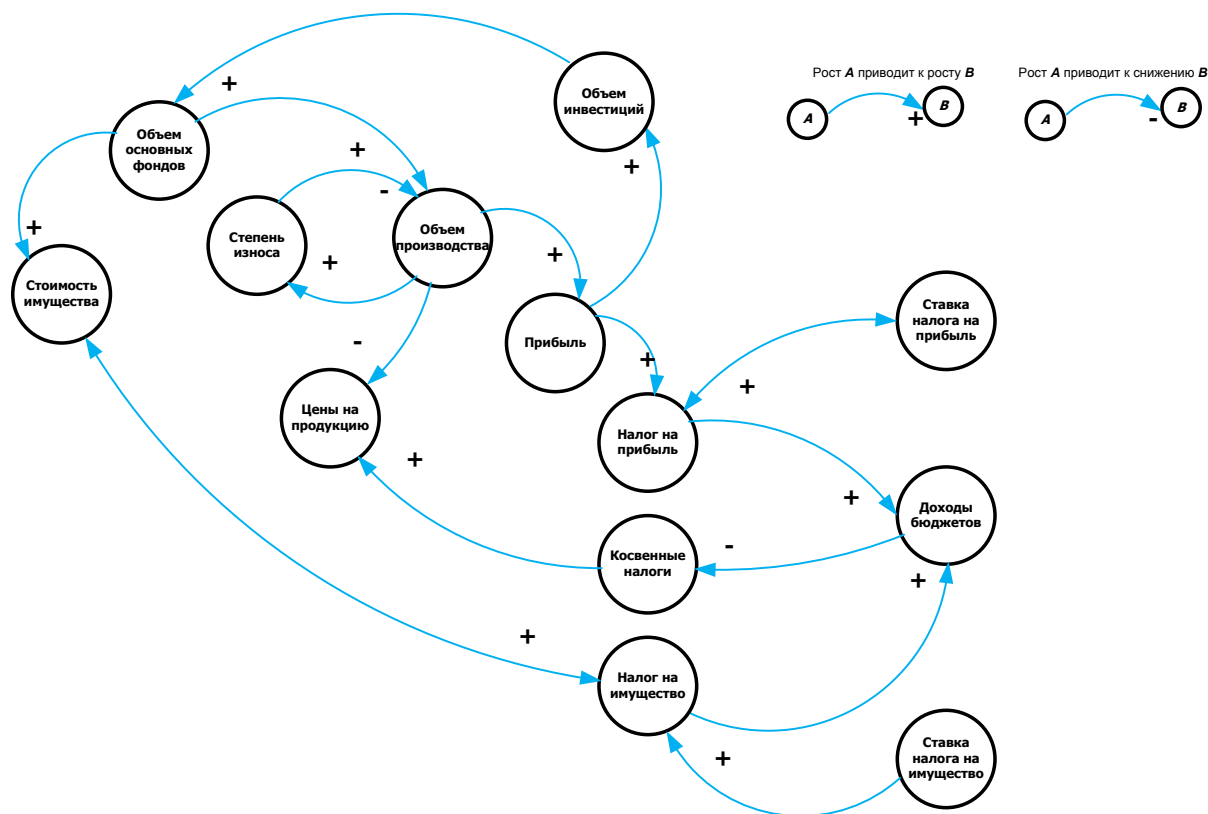 Рост A приводит к росту B
Рост A приводит к снижению B
A
B
+
A
B
-
Объем
инвестиций
+
Объем
основных
фондов
+
+
-
Объем
производства
Степень
износа
+
+
+
Стоимость
имущества
Прибыль
-
+
Ставка
налога на
прибыль
+
Цены на
продукцию
Налог на
прибыль
+
+
Доходы
бюджетов
-
Косвенные
налоги
+
+
Налог на
имущество
+
Ставка
налога на
имущество